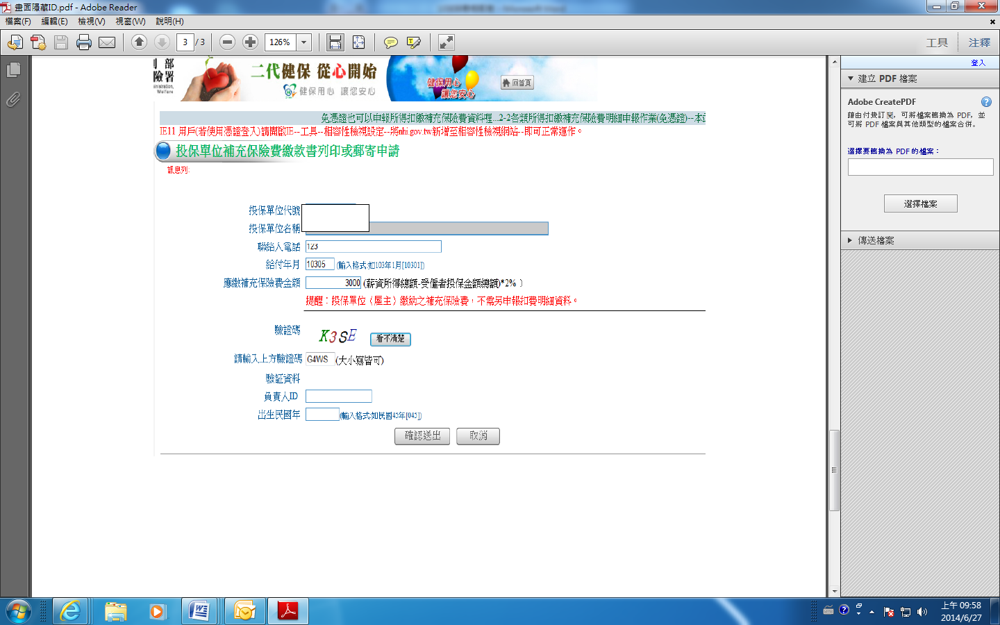 畫面隱藏ID.pdf - Adobe Reader
檔案(F) 編輯(E) 檢視(V) 視窗(W) 說明(H)
3 / 3 126% 工具 注釋
登入
部
險署
Welfare
二代健保 從心開始
健保用心 讓您安心
健保用心
讓您安心
回首頁
免憑證也可以申報所得扣繳補充保險費資料喔...2-2各類所得扣繳補充保險費明細申報作業(免憑證)--本
IE11 用戶(若使用憑證登入)請開啟IE--工具--相容性檢視設定--將nhi.gov.tw新增至相容性檢視網站--即可正常運作。
投保單位補充保險費繳款書列印或郵寄申請
訊息列:
投保單位代號
投保單位名稱
聯絡人電話 123
給付年月 10305 (輸入格式:如103年1月[10301])
應繳補充保險費金額 3000 (薪資所得總額-受僱者投保金額總額)*2% )
提醒：投保單位（雇主）繳納之補充保險費，不需另申報扣費明細資料。
驗證碼 K3SE 看不清楚
請輸入上方驗證碼 G4WS (大小寫皆可)
驗証資料
負責人ID
出生民國年 (輸入格式:如民國45年[045])
確認送出 取消
建立 PDF 檔案
Adobe CreatePDF
藉由付費訂閱，可將檔案轉換為 PDF，並
可將 PDF 檔案與其他類型的檔案合併。
選擇要轉換為 PDF 的檔案：
選擇檔案
傳送檔案
上午 09:58
2014/6/27